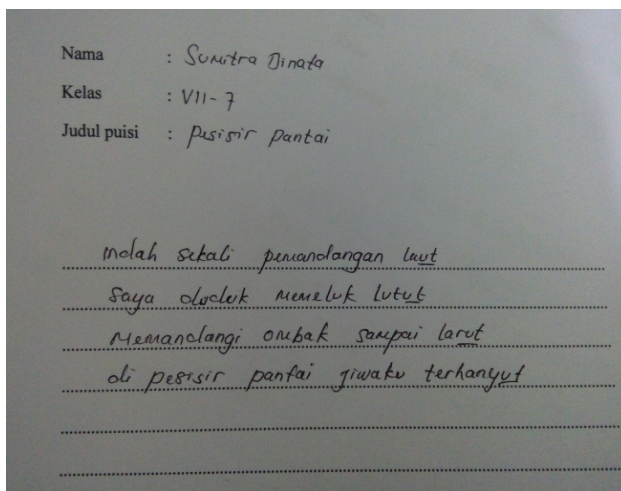 Nama : Sumitra Dinata
Kelas : VII-7
Judul puisi : Pesisir Pantai
Indah sekali pemandangan laut
Saya duduk memeluk lutut
Memandangi ombak sampai larut
di pesisir pantai jiwaku terhanyut